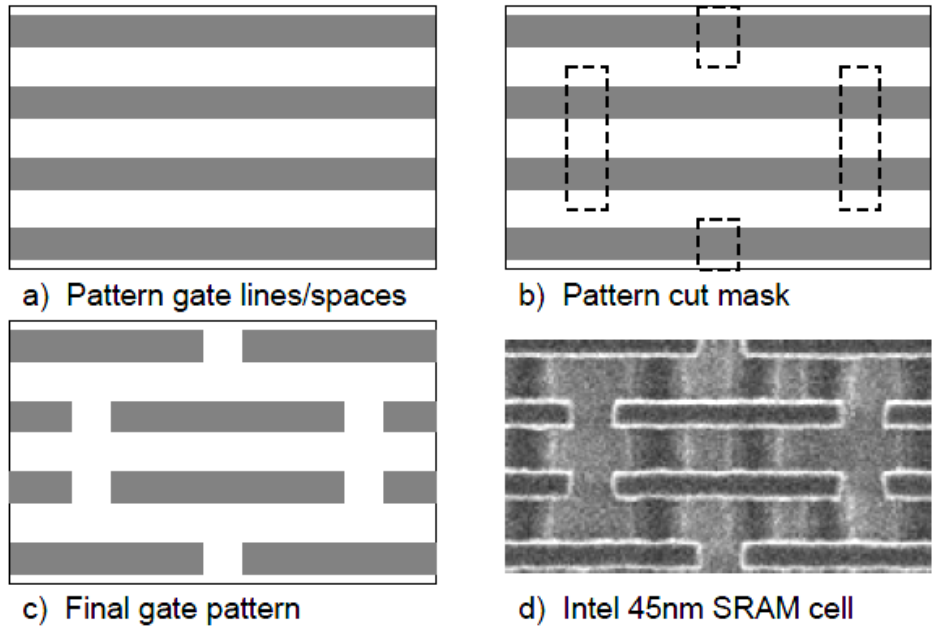 a) Pattern gate lines/spaces
b) Pattern cut mask
c) Final gate pattern
d) Intel 45nm SRAM cell